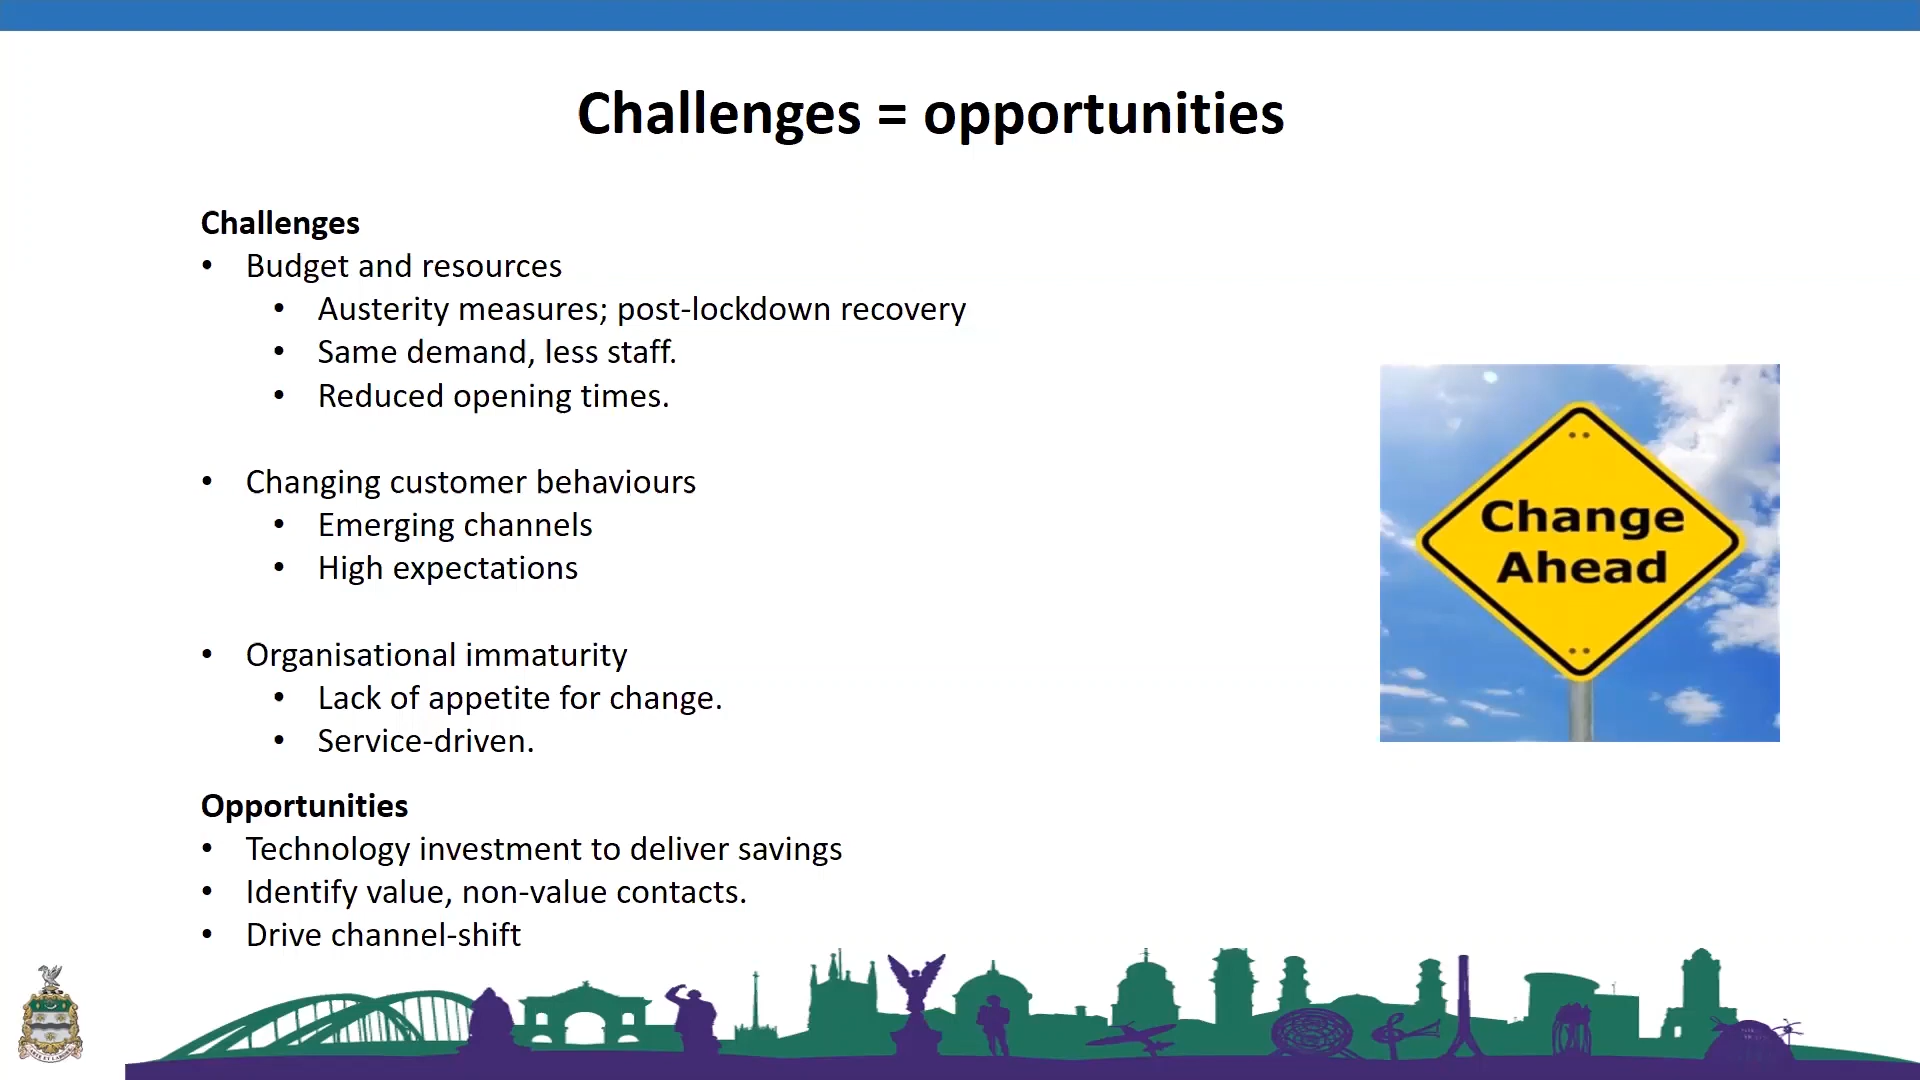 Challenges = opportunities
Challenges
• Budget and resources
• Austerity measures; post-lockdown recovery
• Same demand, less staff.
• Reduced opening times.
• Changing customer behaviours
• Emerging channels
• High expectations
• Organisational immaturity
• Lack of appetite for change.
• Service-driven.
Change
Ahead
Opportunities
• Technology investment to deliver savings
• Identify value, non-value contacts.
• Drive channel-shift